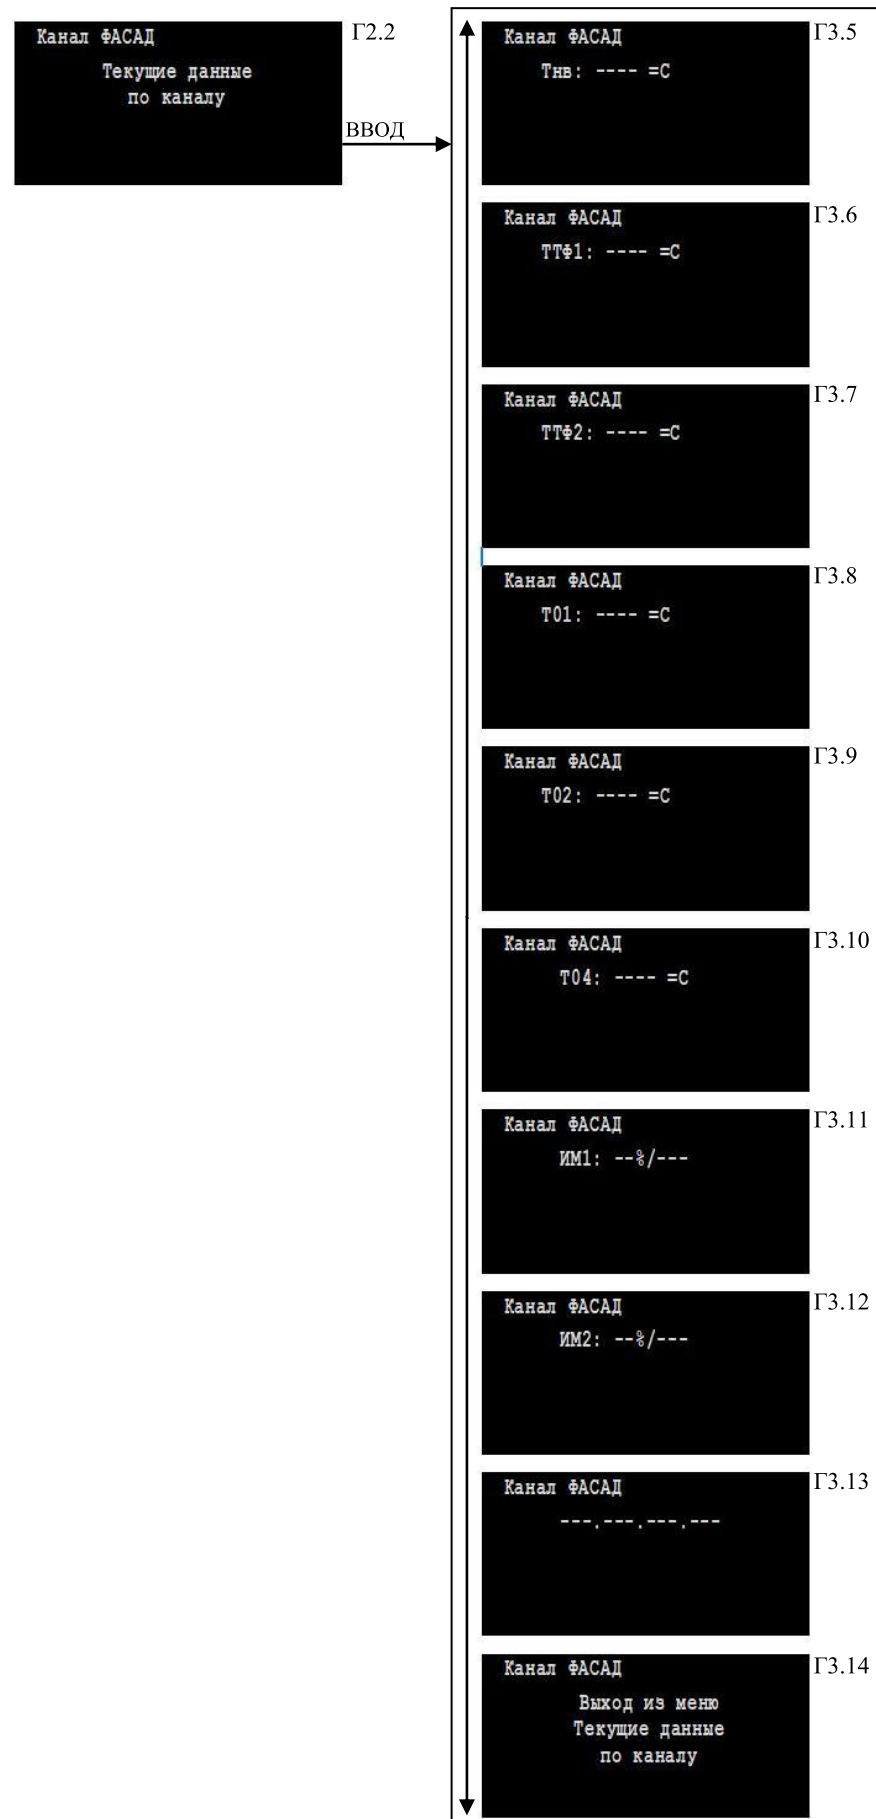 Канал ФАСАД
Текущие данные
по каналу
Г2.2
ВВОД
Канал ФАСАД
Тнв: ---- =С
Г3.5
Канал ФАСАД
ТТФ1: ---- =С
Г3.6
Канал ФАСАД
ТТФ2: ---- =С
Г3.7
Канал ФАСАД
Т01: ---- =С
Г3.8
Канал ФАСАД
Т02: ---- =С
Г3.9
Канал ФАСАД
Т04: ---- =С
Г3.10
Канал ФАСАД
ИМ1: --%/---
Г3.11
Канал ФАСАД
ИМ2: --%/---
Г3.12
Канал ФАСАД
---.---.---.---
Г3.13
Канал ФАСАД
Выход из меню
Текущие данные
по каналу
Г3.14